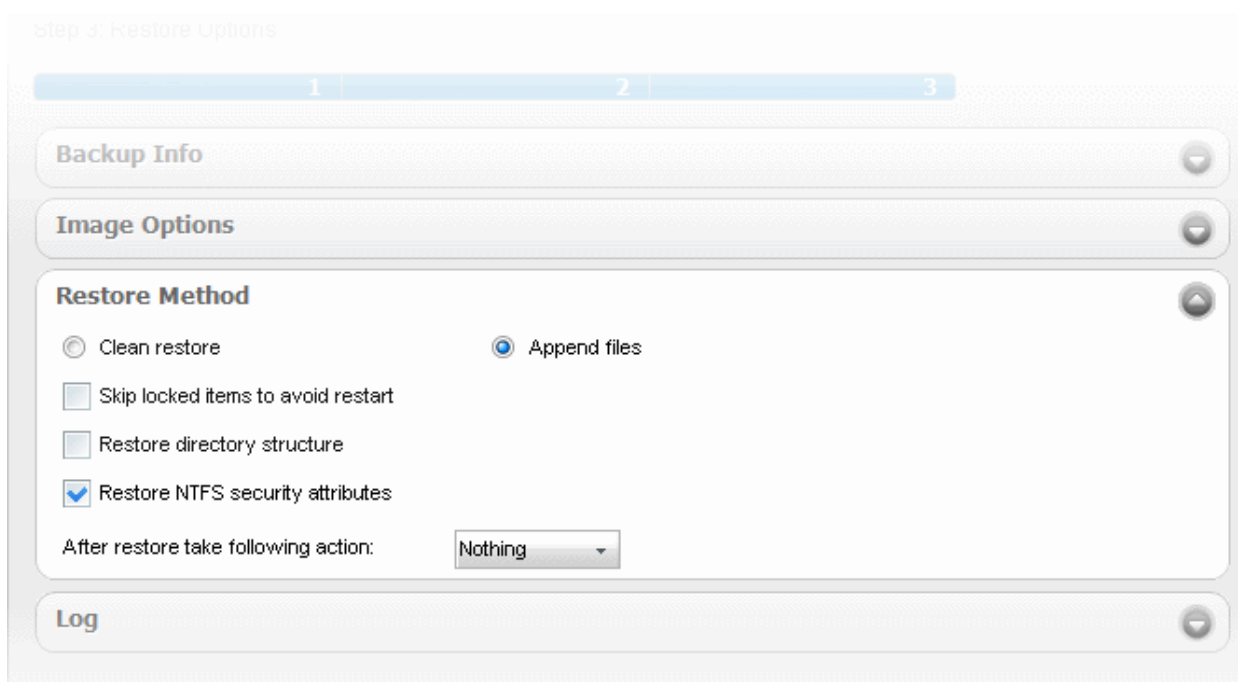 Step 3: Restore Options
1 2 3
Backup Info
Image Options
Restore Method
Clean restore Append files
Skip locked items to avoid restart
Restore directory structure
Restore NTFS security attributes
After restore take following action: Nothing
Log